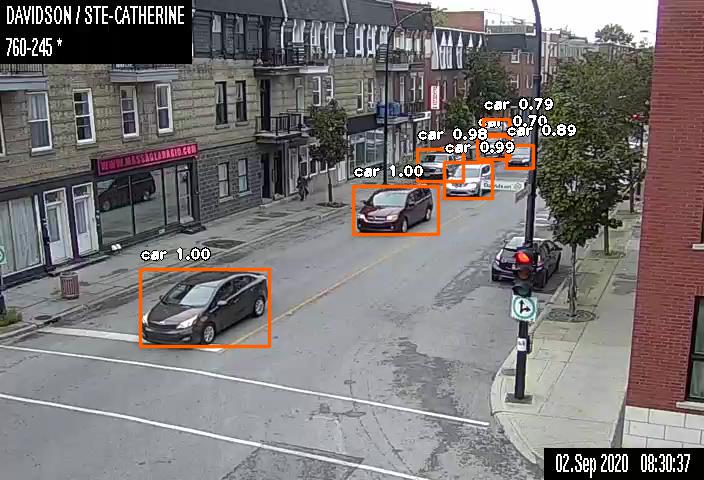 DAVIDSON / STE-CATHERINE
760-245 *
car 0.79
car 0.70
car 0.98
car 0.89
car 0.99
car 1.00
WWW.MASSAGLARABIO.COM
car 1.00
02.Sep 2020 08:30:37